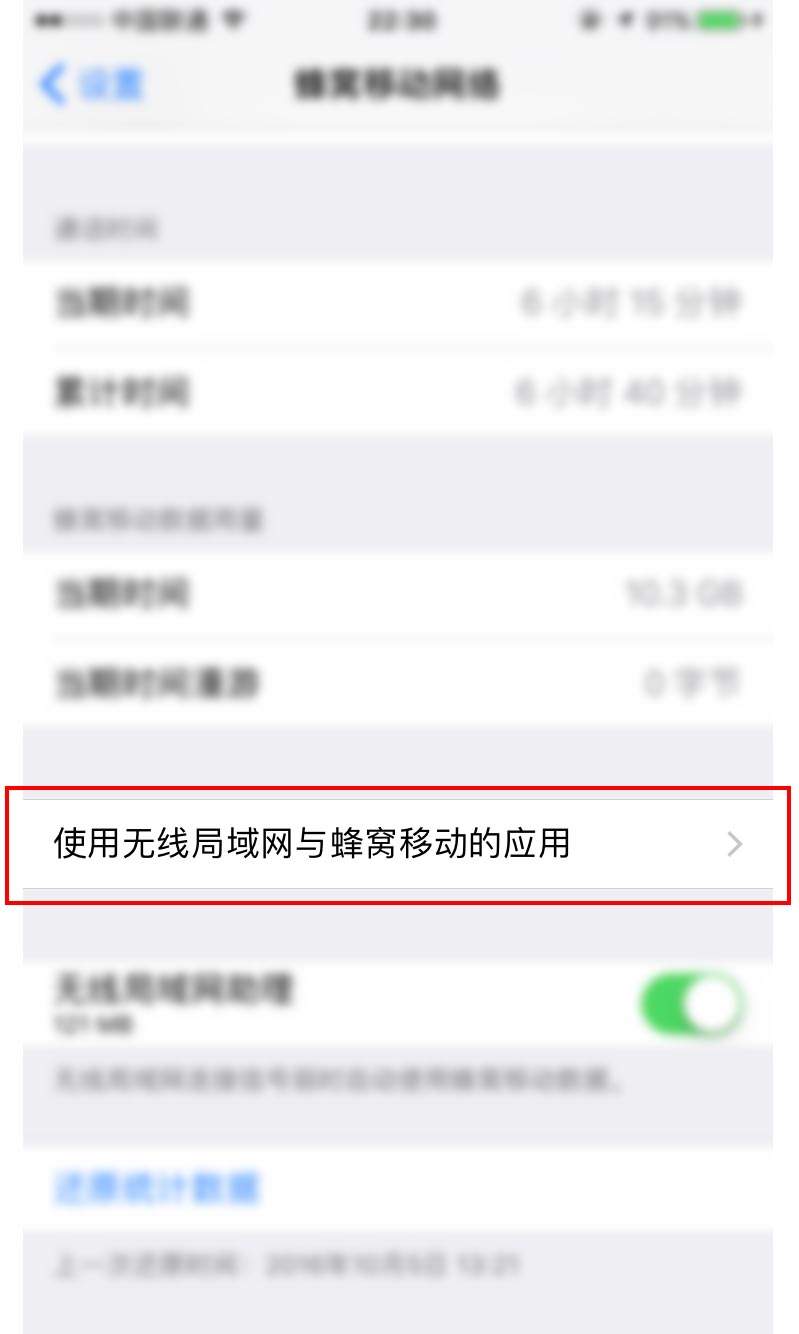 中国联通 22:30 91%
设置 蜂窝移动网络
通话时间
当期时间 6 小时 15 分钟
累计时间 6 小时 40 分钟
蜂窝移动数据用量
当期时间 10.3 GB
当期时间漫游 0 字节
使用无线局域网与蜂窝移动的应用
无线局域网助理
121 MB
无线局域网连接信号弱时自动使用蜂窝移动数据。
还原统计数据
上一次还原时间：2016年10月5日 13:21